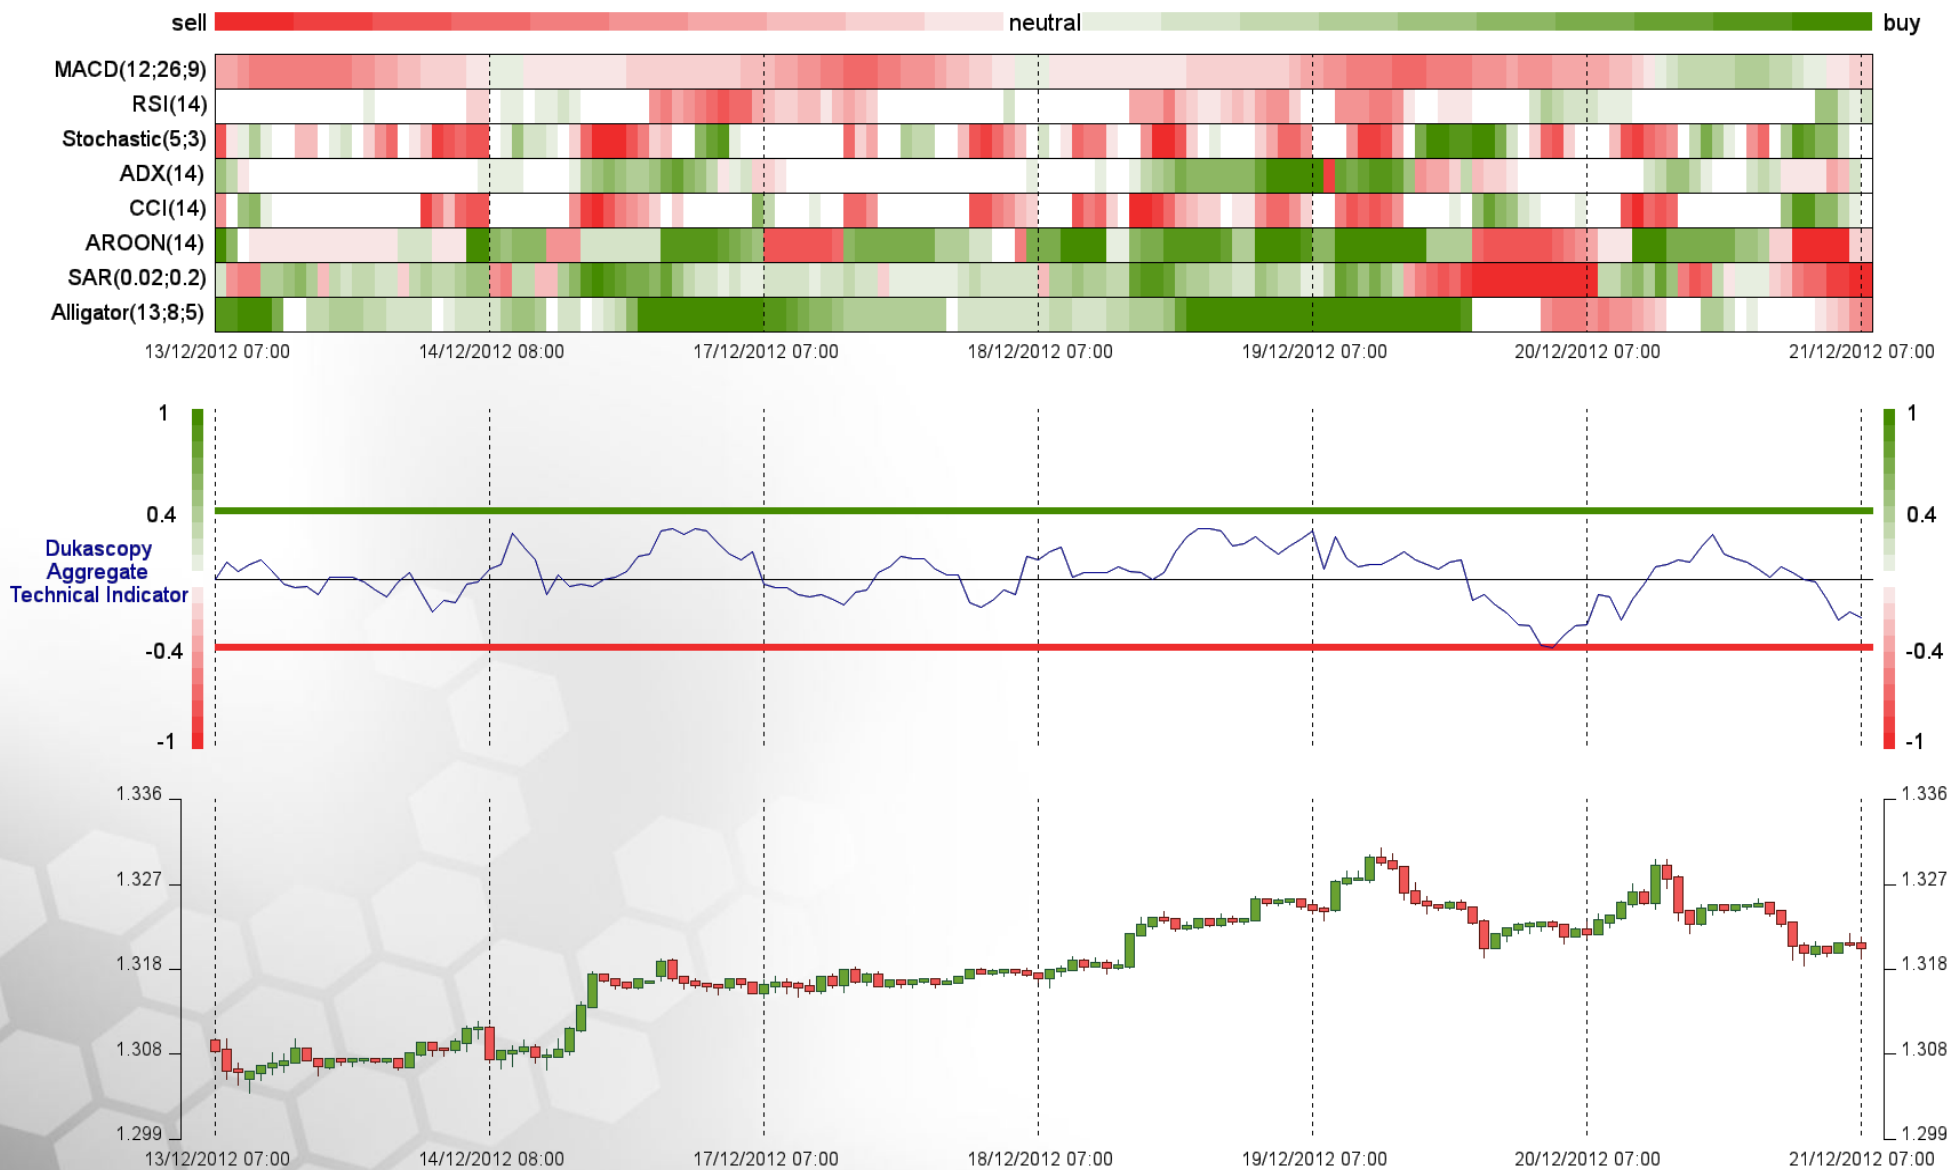 sell neutral buy
MACD(12;26;9)
RSI(14)
Stochastic(5;3)
ADX(14)
CCI(14)
AROON(14)
SAR(0.02;0.2)
Alligator(13;8;5)
13/12/2012 07:00 14/12/2012 08:00 17/12/2012 07:00 18/12/2012 07:00 19/12/2012 07:00 20/12/2012 07:00 21/12/2012 07:00
1 1
0.4 0.4
Dukascopy
Aggregate
Technical Indicator
-0.4 -0.4
-1 -1
1.336 1.336
1.327 1.327
1.318 1.318
1.308 1.308
1.299 1.299
13/12/2012 07:00 14/12/2012 08:00 17/12/2012 07:00 18/12/2012 07:00 19/12/2012 07:00 20/12/2012 07:00 21/12/2012 07:00